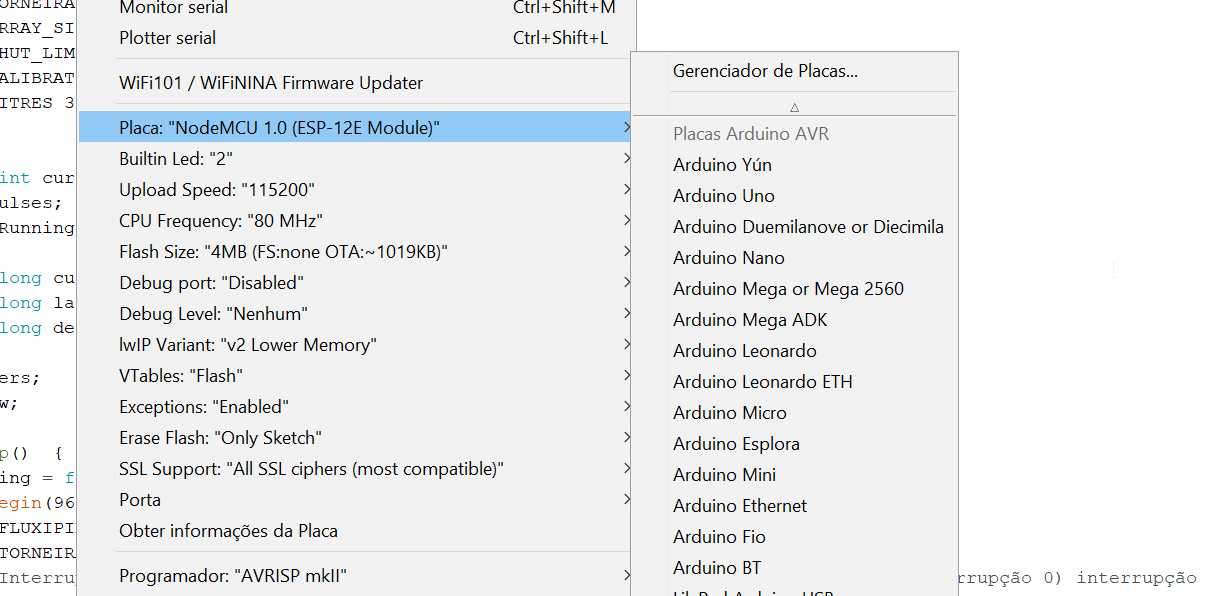 ORNEIRA
RRAY_SI
HUT_LIM
ALIBRAT
ITRES 3
int cur
ulses;
Running
long cu
long la
long de
ers;
w;
p()  {
ing = f
egin(96
FLUXIPI
TORNEIR
Interru
Monitor serial Ctrl+Shift+M
Plotter serial Ctrl+Shift+L
WiFi101 / WiFiNINA Firmware Updater
Placa: "NodeMCU 1.0 (ESP-12E Module)"
Builtin Led: "2"
Upload Speed: "115200"
CPU Frequency: "80 MHz"
Flash Size: "4MB (FS:none OTA:~1019KB)"
Debug port: "Disabled"
Debug Level: "Nenhum"
lwIP Variant: "v2 Lower Memory"
VTables: "Flash"
Exceptions: "Enabled"
Erase Flash: "Only Sketch"
SSL Support: "All SSL ciphers (most compatible)"
Porta
Obter informações da Placa
Programador: "AVRISP mkII"
Gerenciador de Placas...
Placas Arduino AVR
Arduino Yún
Arduino Uno
Arduino Duemilanove or Diecimila
Arduino Nano
Arduino Mega or Mega 2560
Arduino Mega ADK
Arduino Leonardo
Arduino Leonardo ETH
Arduino Micro
Arduino Esplora
Arduino Mini
Arduino Ethernet
Arduino Fio
Arduino BT
LilyPad Arduino USB
rrupção 0) interrupção